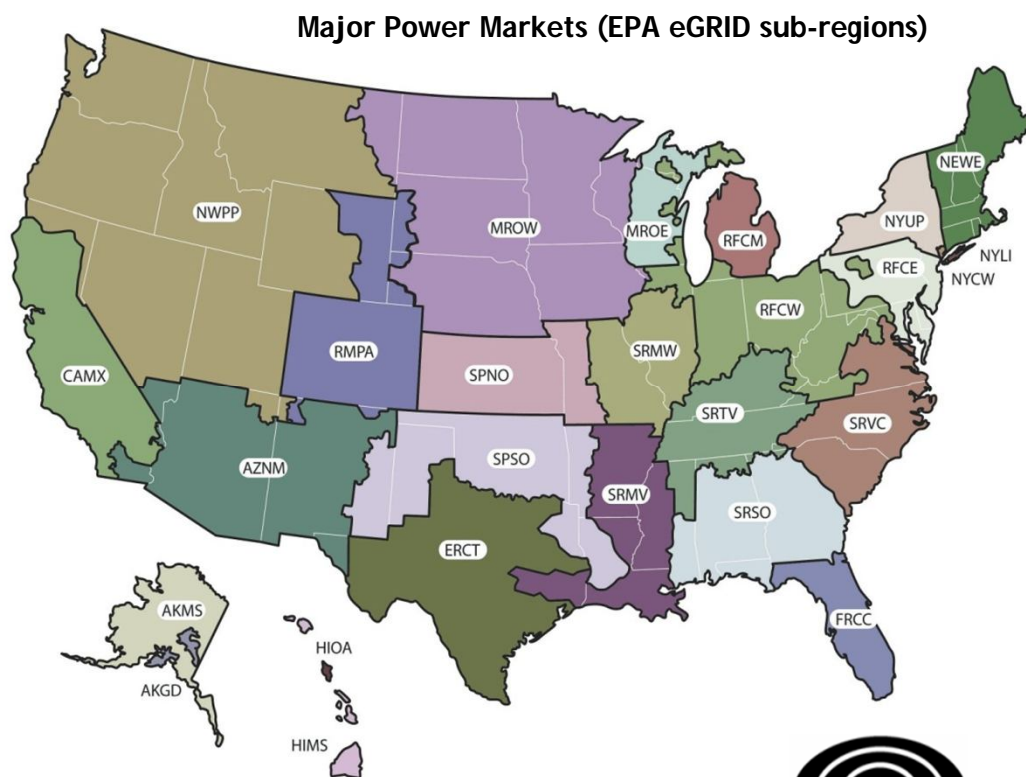 Major Power Markets (EPA eGRID sub-regions)
NEWE
NWPP
MROW
MROE
NYUP
RFCM
NYLI
RFCE
NYCW
RFCW
RMPA
SRMW
CAMX
SPNO
SRTV
SRVC
AZNM
SPSO
SRMV
SRSO
ERCT
AKMS
FRCC
HIOA
AKGD
HIMS